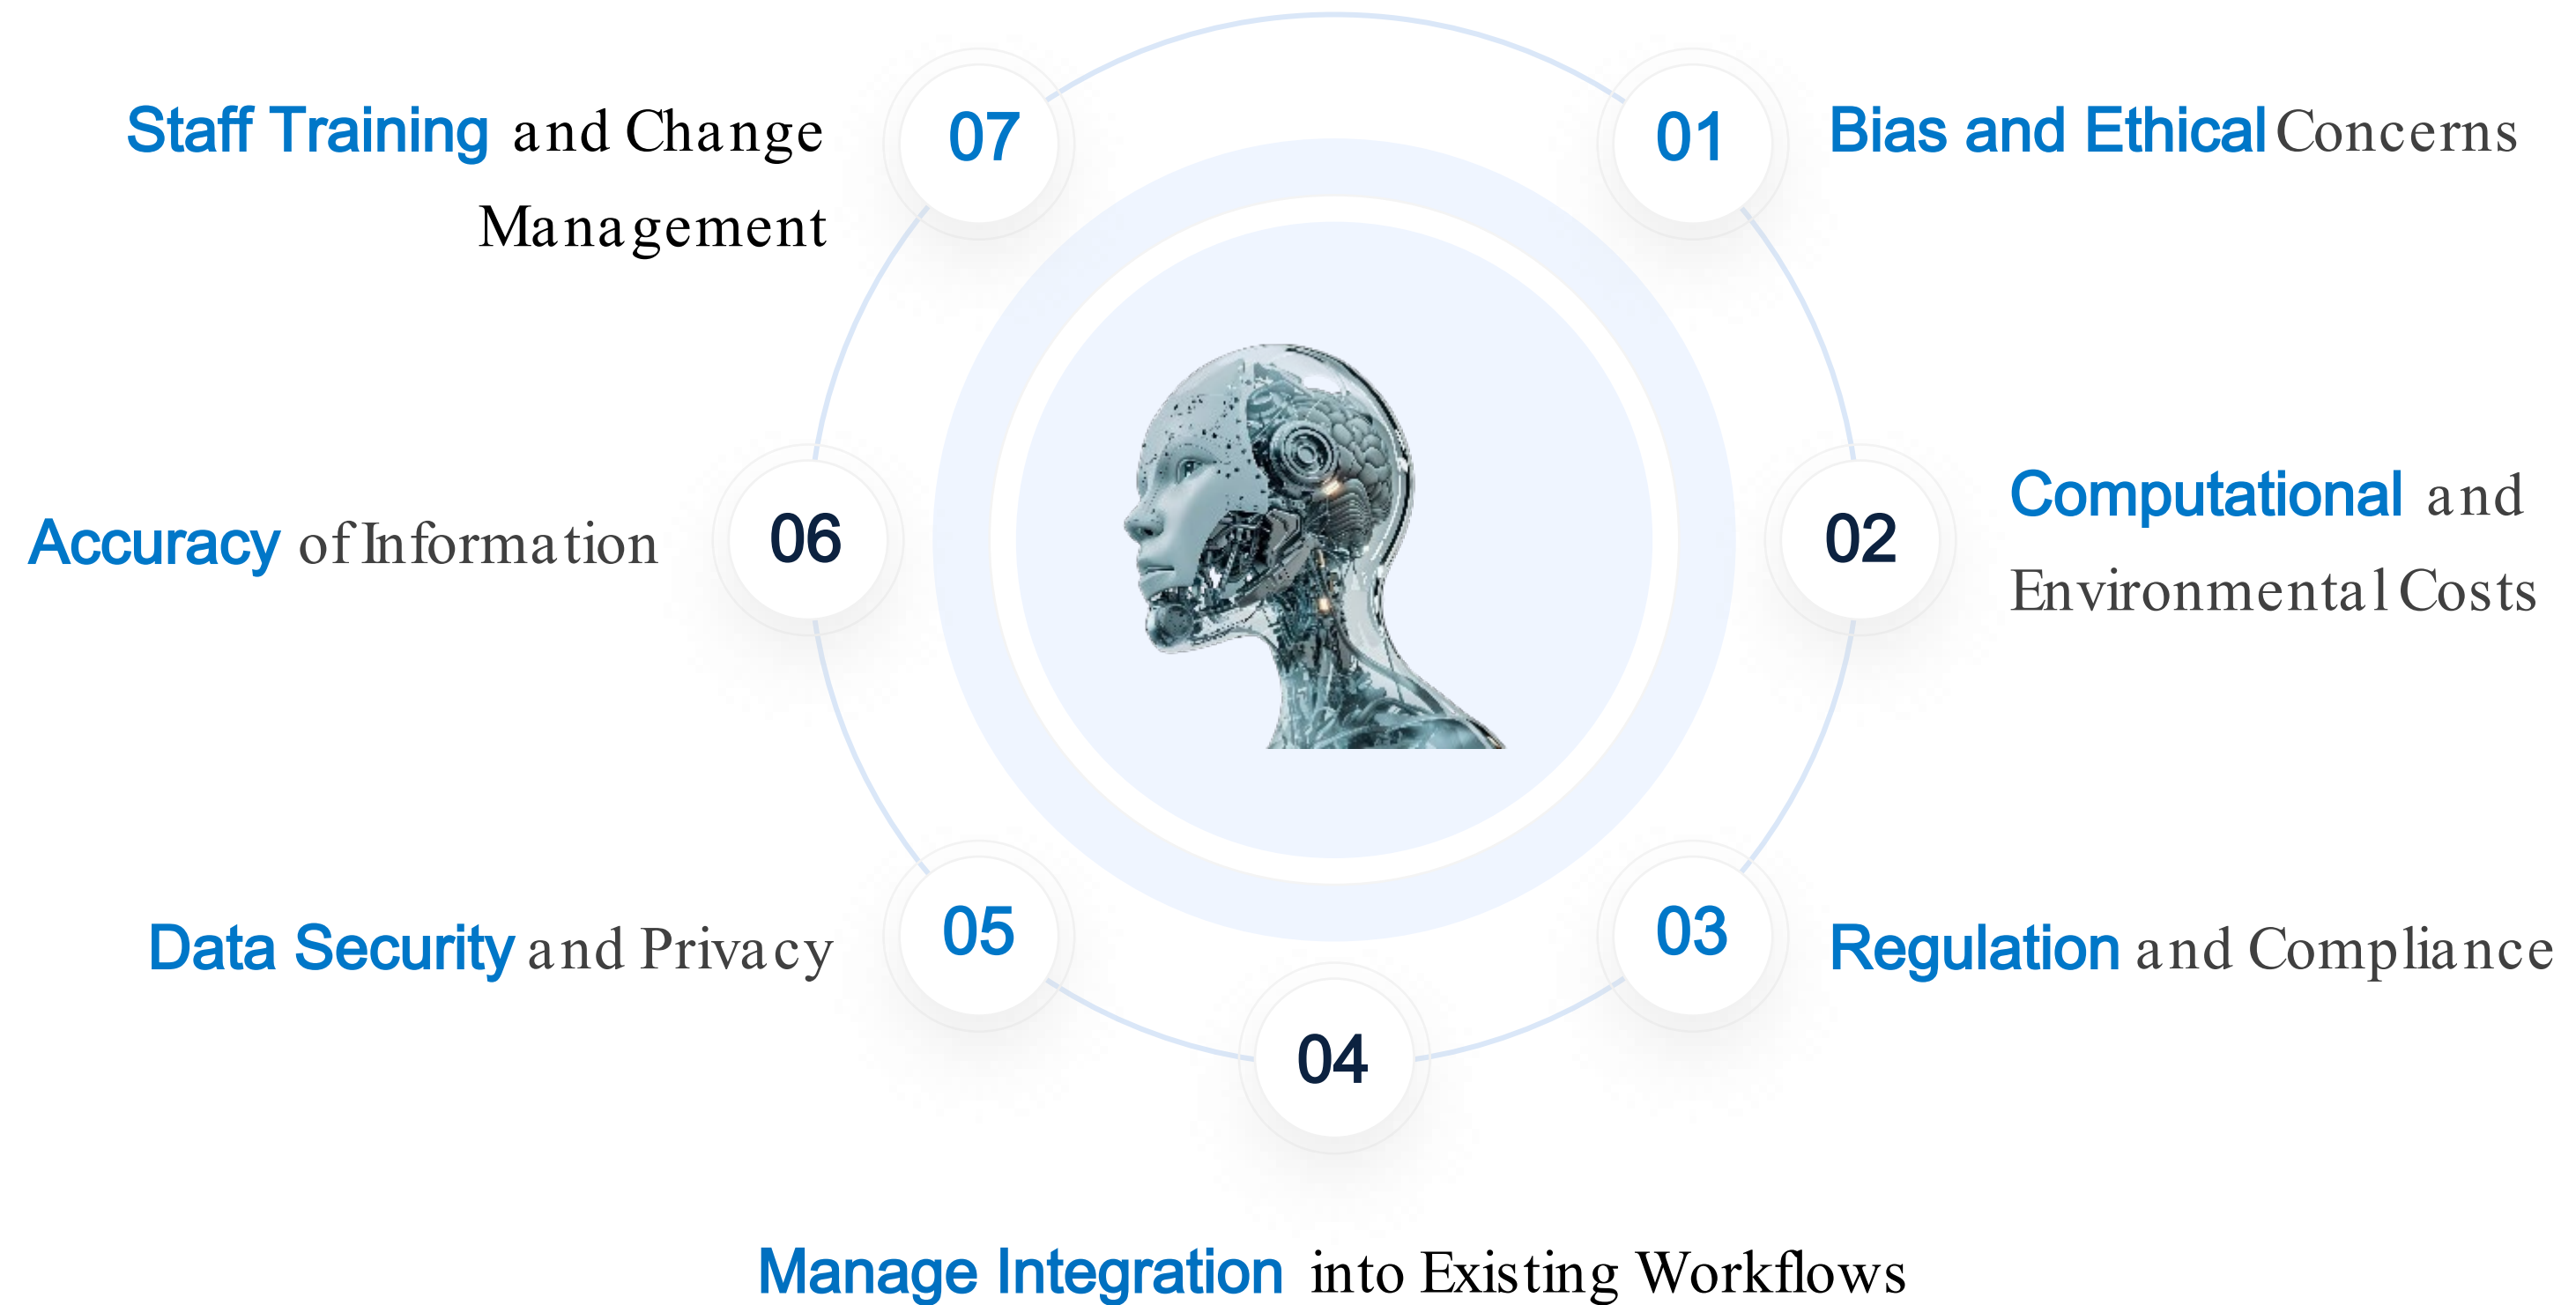 01
Bias and Ethical Concerns
02
Computational and
Environmental Costs
03
Regulation and Compliance
04
Manage Integration into Existing Workflows
05
Data Security and Privacy
06
Accuracy of Information
07
Staff Training and Change
Management